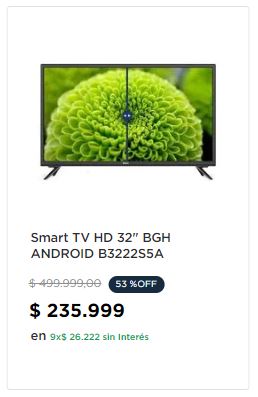 Smart TV HD 32" BGH
ANDROID B3222S5A
$ 499.999,00 53 %OFF
$ 235.999
en 9x$ 26.222 sin Interés